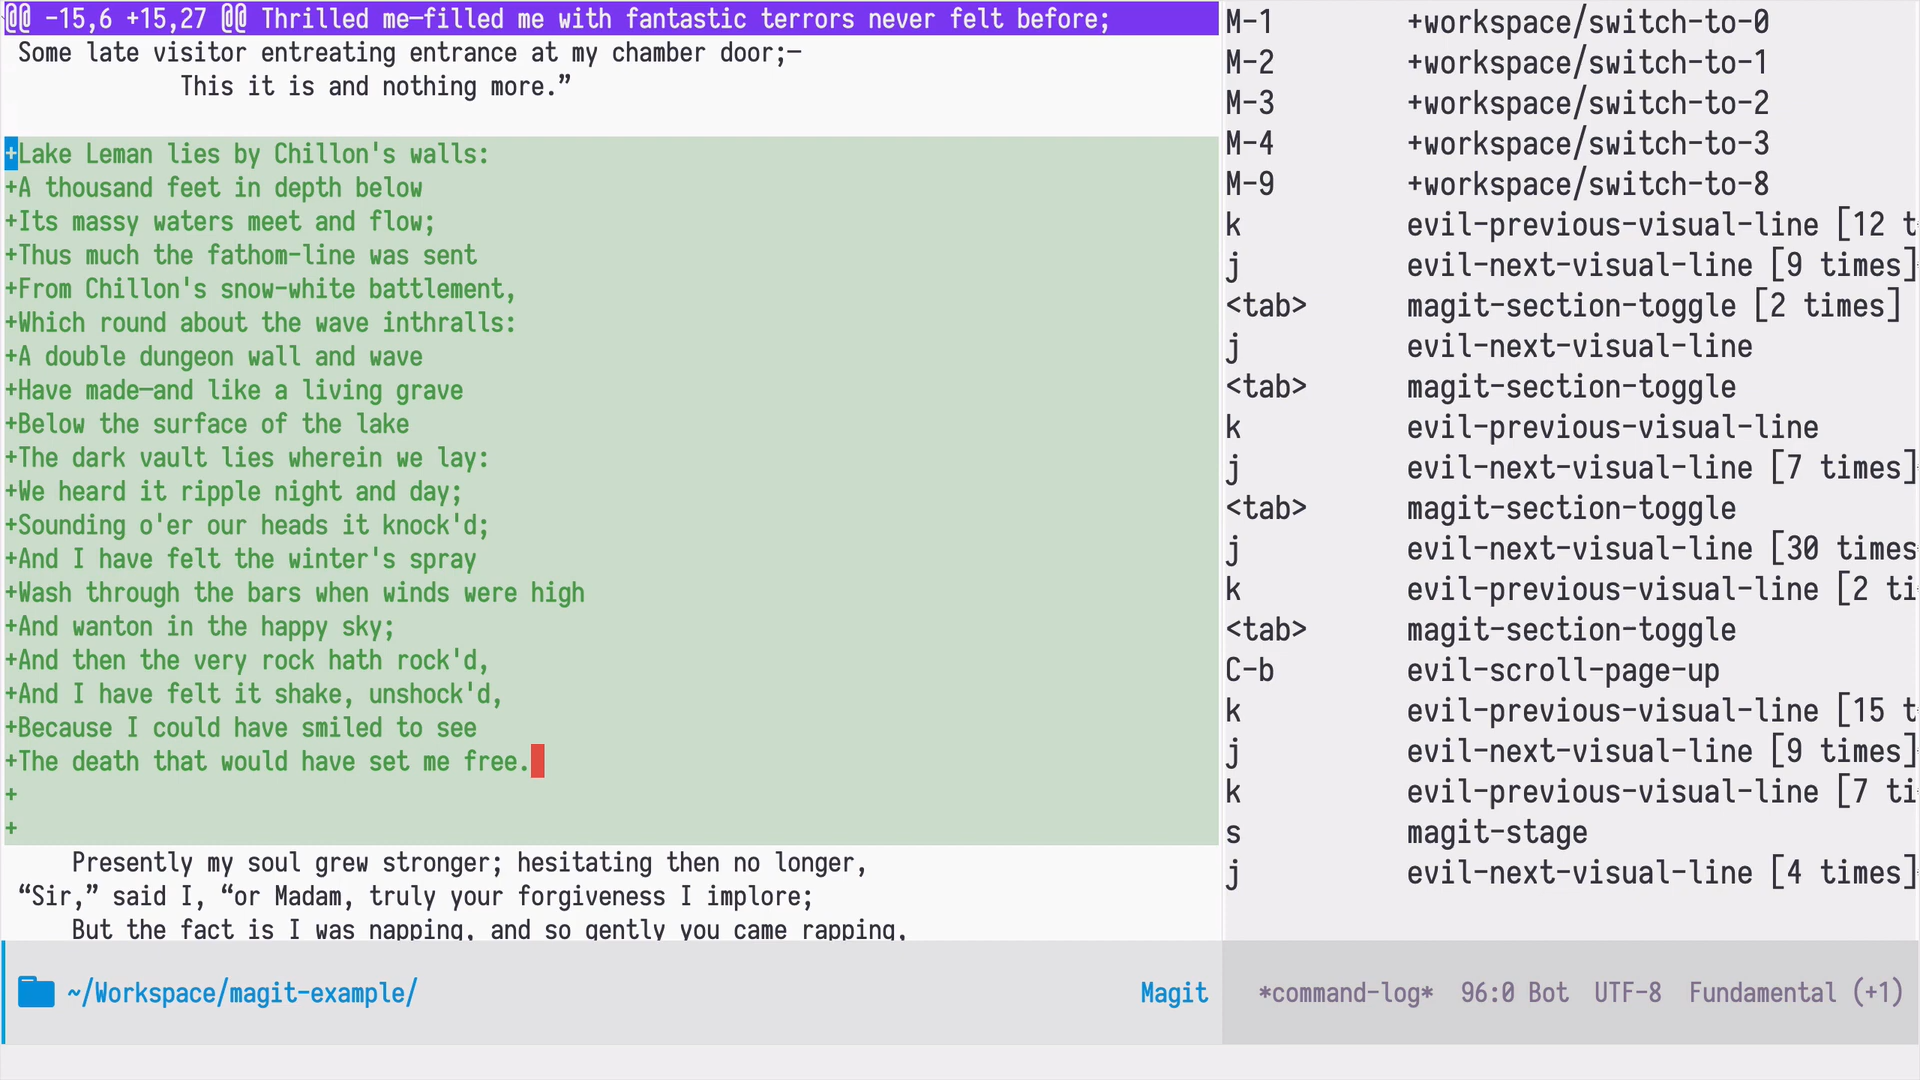 @@ -15,6 +15,27 @@ Thrilled me—filled me with fantastic terrors never felt before;
Some late visitor entreating entrance at my chamber door;—
This it is and nothing more.”
+Lake Leman lies by Chillon's walls:
+A thousand feet in depth below
+Its massy waters meet and flow;
+Thus much the fathom-line was sent
+From Chillon's snow-white battlement,
+Which round about the wave inthralls:
+A double dungeon wall and wave
+Have made—and like a living grave
+Below the surface of the lake
+The dark vault lies wherein we lay:
+We heard it ripple night and day;
+Sounding o'er our heads it knock'd;
+And I have felt the winter's spray
+Wash through the bars when winds were high
+And wanton in the happy sky;
+And then the very rock hath rock'd,
+And I have felt it shake, unshock'd,
+Because I could have smiled to see
+The death that would have set me free.
+
+
Presently my soul grew stronger; hesitating then no longer,
“Sir,” said I, “or Madam, truly your forgiveness I implore;
But the fact is I was napping, and so gently you came rapping,
~/Workspace/magit-example/ Magit
M-1 +workspace/switch-to-0
M-2 +workspace/switch-to-1
M-3 +workspace/switch-to-2
M-4 +workspace/switch-to-3
M-9 +workspace/switch-to-8
k evil-previous-visual-line [12 t
j evil-next-visual-line [9 times]
<tab> magit-section-toggle [2 times]
j evil-next-visual-line
<tab> magit-section-toggle
k evil-previous-visual-line
j evil-next-visual-line [7 times]
<tab> magit-section-toggle
j evil-next-visual-line [30 times
k evil-previous-visual-line [2 ti
<tab> magit-section-toggle
C-b evil-scroll-page-up
k evil-previous-visual-line [15 t
j evil-next-visual-line [9 times]
k evil-previous-visual-line [7 ti
s magit-stage
j evil-next-visual-line [4 times]
*command-log* 96:0 Bot UTF-8 Fundamental (+1)